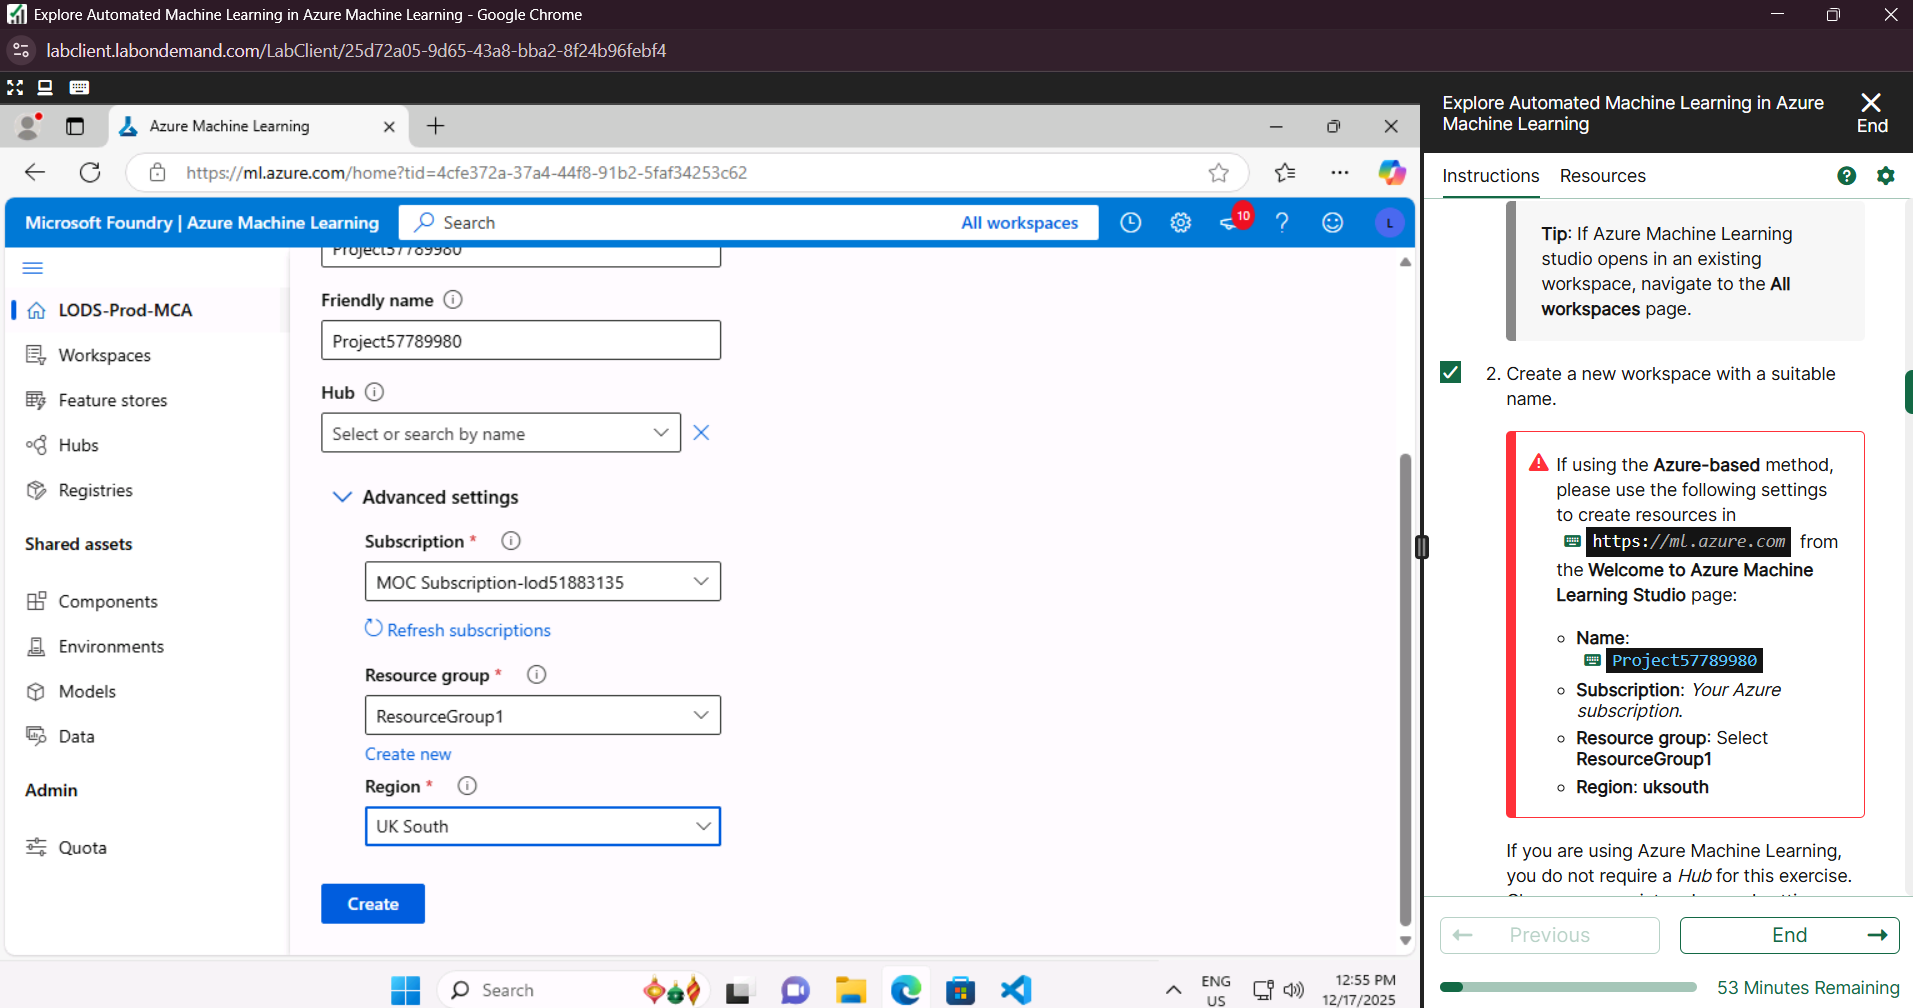 Explore Automated Machine Learning in Azure Machine Learning - Google Chrome
labclient.labondemand.com/LabClient/25d72a05-9d65-43a8-bba2-8f24b96febf4
Azure Machine Learning
https://ml.azure.com/home?tid=4cfe372a-37a4-44f8-91b2-5faf34253c62
Microsoft Foundry | Azure Machine Learning
Search
All workspaces
10
L
LODS-Prod-MCA
Workspaces
Feature stores
Hubs
Registries
Shared assets
Components
Environments
Models
Data
Admin
Quota
Project57789980
Friendly name
Project57789980
Hub
Select or search by name
Advanced settings
Subscription *
MOC Subscription-lod51883135
Refresh subscriptions
Resource group *
ResourceGroup1
Create new
Region *
UK South
Create
Search
ENG
US
12:55 PM
12/17/2025
Explore Automated Machine Learning in Azure
Machine Learning
End
Instructions
Resources
Tip: If Azure Machine Learning
studio opens in an existing
workspace, navigate to the All
workspaces page.
2. Create a new workspace with a suitable
name.
If using the Azure-based method,
please use the following settings
to create resources in
https://ml.azure.com from
the Welcome to Azure Machine
Learning Studio page:
Name:
Project57789980
Subscription: Your Azure
subscription.
Resource group: Select
ResourceGroup1
Region: uksouth
If you are using Azure Machine Learning,
you do not require a Hub for this exercise.
Previous
End
53 Minutes Remaining